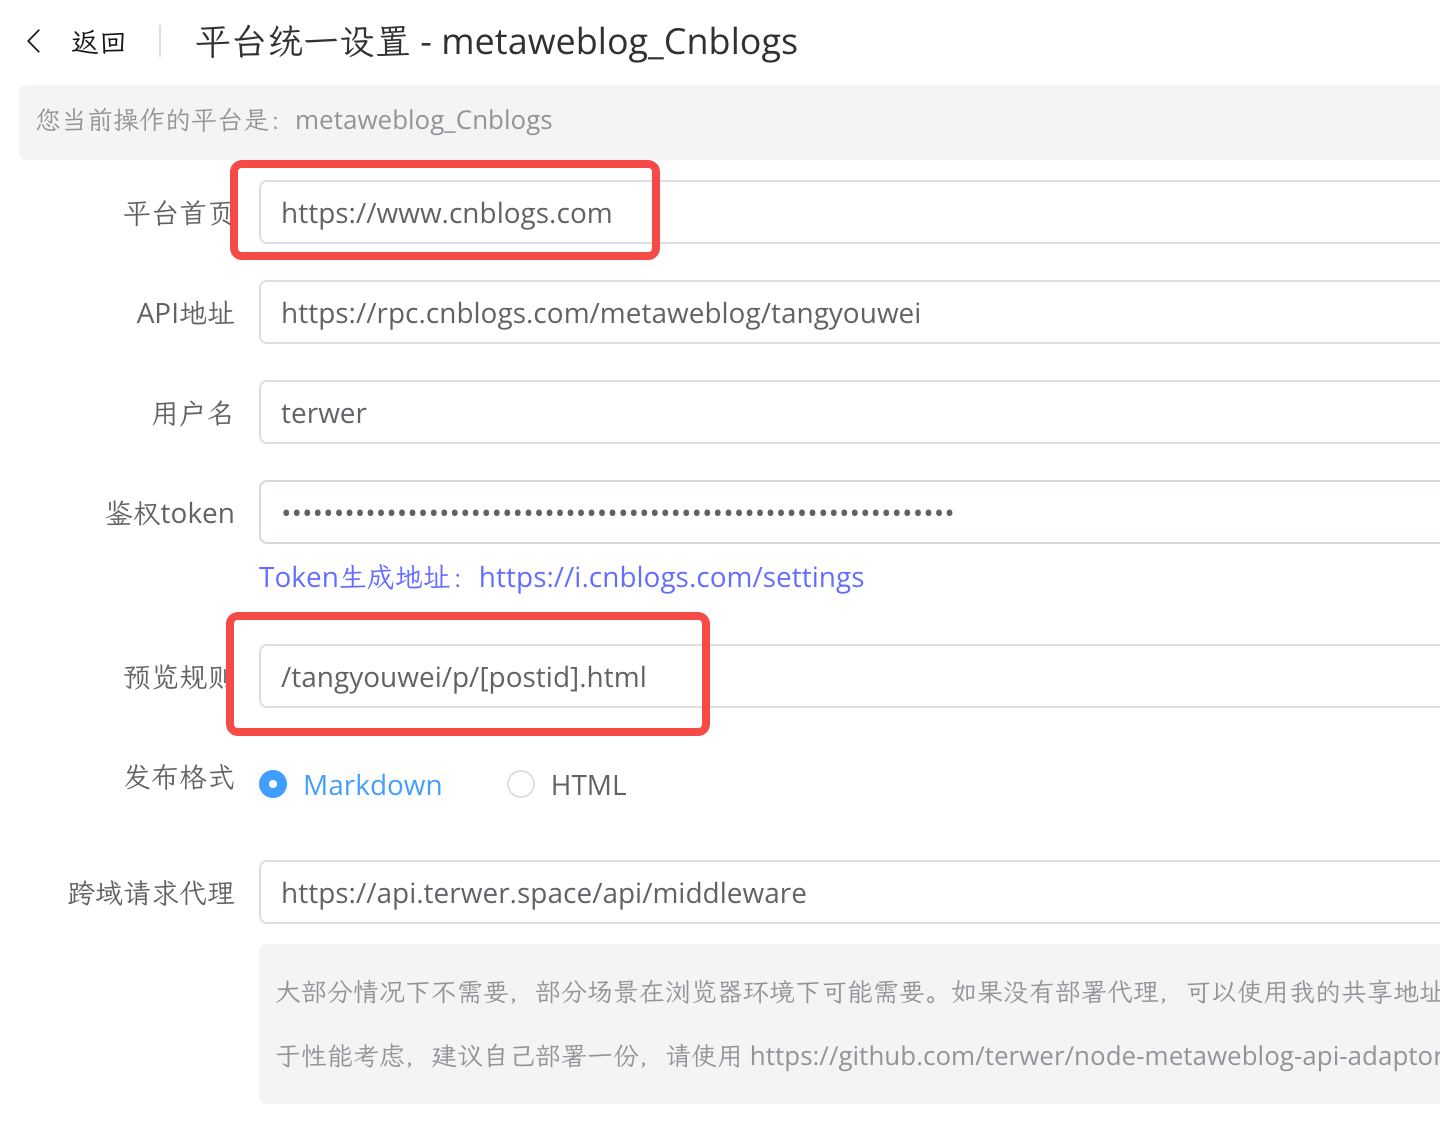 返回 平台统一设置 - metaweblog_Cnblogs
您当前操作的平台是：metaweblog_Cnblogs
平台首页 https://www.cnblogs.com
API地址 https://rpc.cnblogs.com/metaweblog/tangyouwei
用户名 terwer
鉴权token ••••••••••••••••••••••••••••••••••••••••••••••••••••••••••••••••
Token生成地址：https://i.cnblogs.com/settings
预览规则 /tangyouwei/p/[postid].html
发布格式 Markdown HTML
跨域请求代理 https://api.terwer.space/api/middleware
大部分情况下不需要，部分场景在浏览器环境下可能需要。如果没有部署代理，可以使用我的共享地址
于性能考虑，建议自己部署一份，请使用 https://github.com/terwer/node-metaweblog-api-adaptor